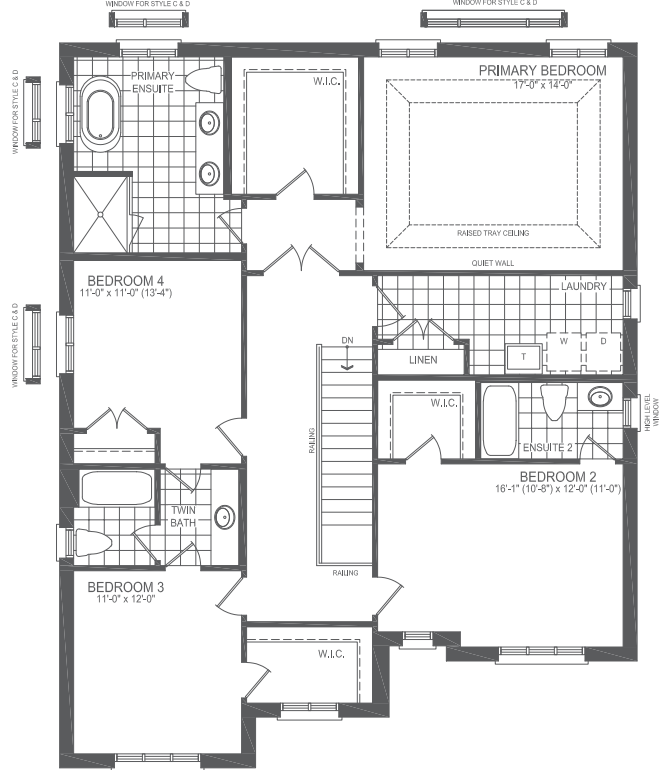 WINDOW FOR STYLE C & D
WINDOW FOR STYLE C & D
WINDOW FOR STYLE C & D
PRIMARY
ENSUITE
W.I.C.
PRIMARY BEDROOM
17'-0" x 14'-0"
RAISED TRAY CEILING
QUIET WALL
BEDROOM 4
11'-0" x 11'-0" (13'-4")
LAUNDRY
WINDOW FOR STYLE C & D
DN
LINEN
T
W
D
W.I.C.
HIGH LEVEL
WINDOW
RAILING
ENSUITE 2
BEDROOM 2
16'-1" (10'-8") x 12'-0" (11'-0")
TWIN
BATH
RAILING
BEDROOM 3
11'-0" x 12'-0"
W.I.C.